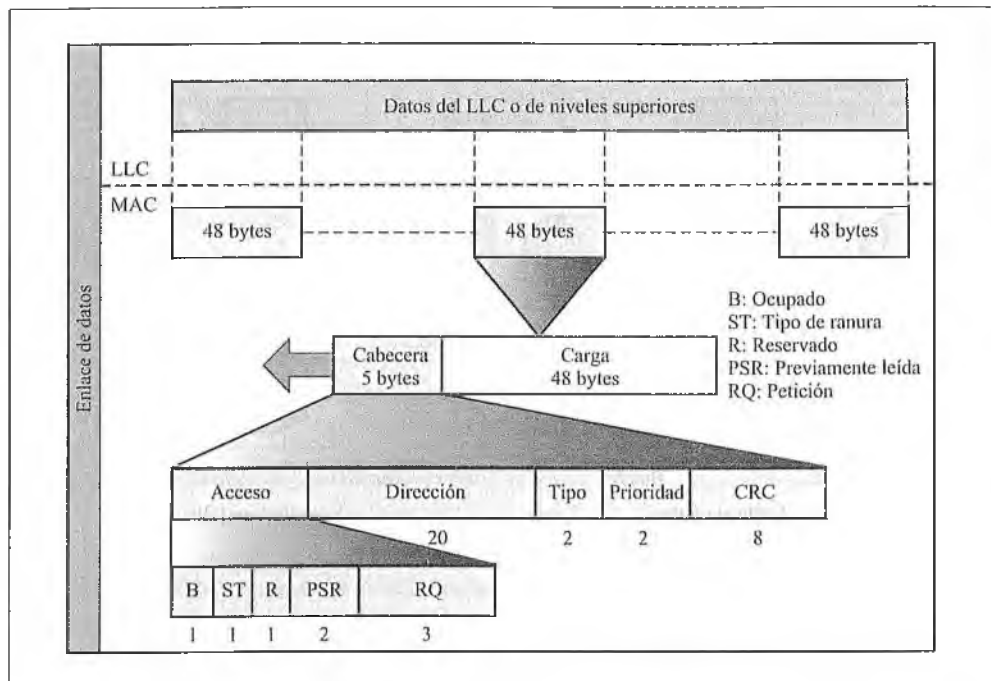 Enlace de datos
Datos del LLC o de niveles superiores
LLC
MAC
48 bytes
48 bytes
48 bytes
B: Ocupado
ST: Tipo de ranura
R: Reservado
PSR: Previamente leída
RQ: Petición
Cabecera
5 bytes
Carga
48 bytes
Acceso
Dirección
Tipo
Prioridad
CRC
20
2
2
8
B
ST
R
PSR
RQ
1
1
1
2
3